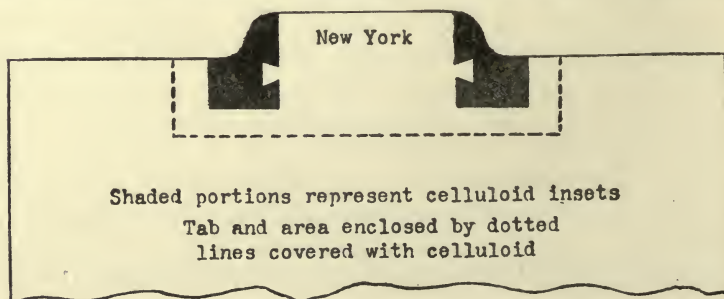 New York
Shaded portions represent celluloid insets
Tab and area enclosed by dotted
lines covered with celluloid